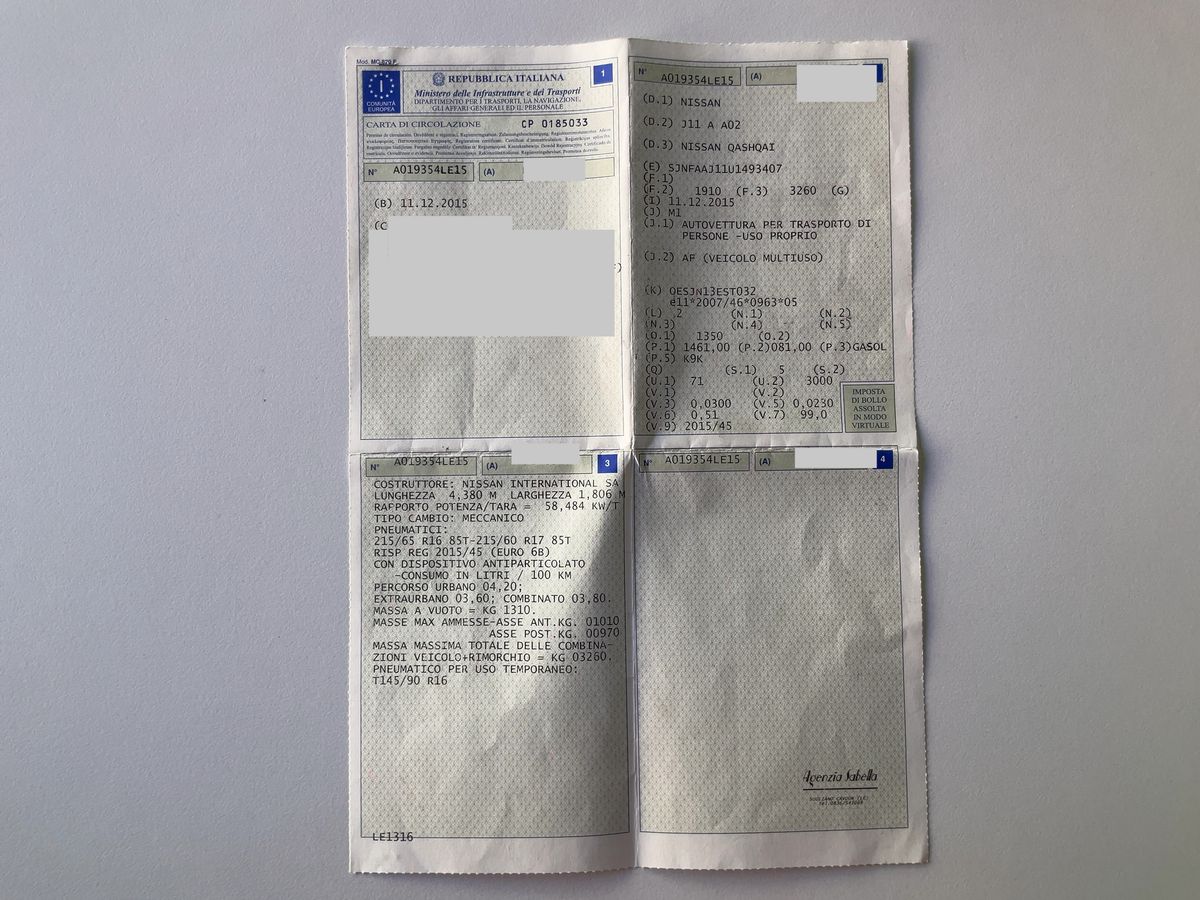 Mod. MC 820 F
REPUBBLICA ITALIANA
1
Ministero delle Infrastrutture e dei Trasporti
DIPARTIMENTO PER I TRASPORTI, LA NAVIGAZIONE,
GLI AFFARI GENERALI ED IL PERSONALE
COMUNITÀ
EUROPEA
CARTA DI CIRCOLAZIONE CP 0185033
N° A019354LE15 (A)
(B) 11.12.2015
(C
N° A019354LE15 (A)
(D.1) NISSAN
(D.2) J11 A A02
(D.3) NISSAN QASHQAI
(E) SJNFAAJ11U1493407
(F.1)
(F.2) 1910 (F.3) 3260 (G)
(I) 11.12.2015
(J) M1
(J.1) AUTOVETTURA PER TRASPORTO DI
PERSONE -USO PROPRIO
(J.2) AF (VEICOLO MULTIUSO)
(K) OESJN13EST032
e11*2007/46*0963*05
(L) 2 (N.1) (N.2)
(N.3) (N.4) (N.5)
(O.1) 1350 (O.2)
(P.1) 1461,00 (P.2)081,00 (P.3)GASOL
(P.5) K9K
(Q) (S.1) 5 (S.2)
(U.1) 71 (U.2) 3000
(V.1) (V.2)
(V.3) 0,0300 (V.5) 0,0230
(V.6) 0,51 (V.7) 99,0
(V.9) 2015/45
IMPOSTA
DI BOLLO
ASSOLTA
IN MODO
VIRTUALE
N° A019354LE15 (A) 3
COSTRUTTORE: NISSAN INTERNATIONAL SA
LUNGHEZZA 4,380 M LARGHEZZA 1,806 M
RAPPORTO POTENZA/TARA = 58,484 KW/T
TIPO CAMBIO: MECCANICO
PNEUMATICI:
215/65 R16 85T-215/60 R17 85T
RISP REG 2015/45 (EURO 6B)
CON DISPOSITIVO ANTIPARTICOLATO
-CONSUMO IN LITRI / 100 KM
PERCORSO URBANO 04,20;
EXTRAURBANO 03,60; COMBINATO 03,80.
MASSA A VUOTO = KG 1310.
MASSE MAX AMMESSE-ASSE ANT.KG. 01010
ASSE POST.KG. 00970
MASSA MASSIMA TOTALE DELLE COMBINA-
ZIONI VEICOLO+RIMORCHIO = KG 03260.
PNEUMATICO PER USO TEMPORANEO:
T145/90 R16
LE1316
N° A019354LE15 (A) 4
Agenzia Sabella